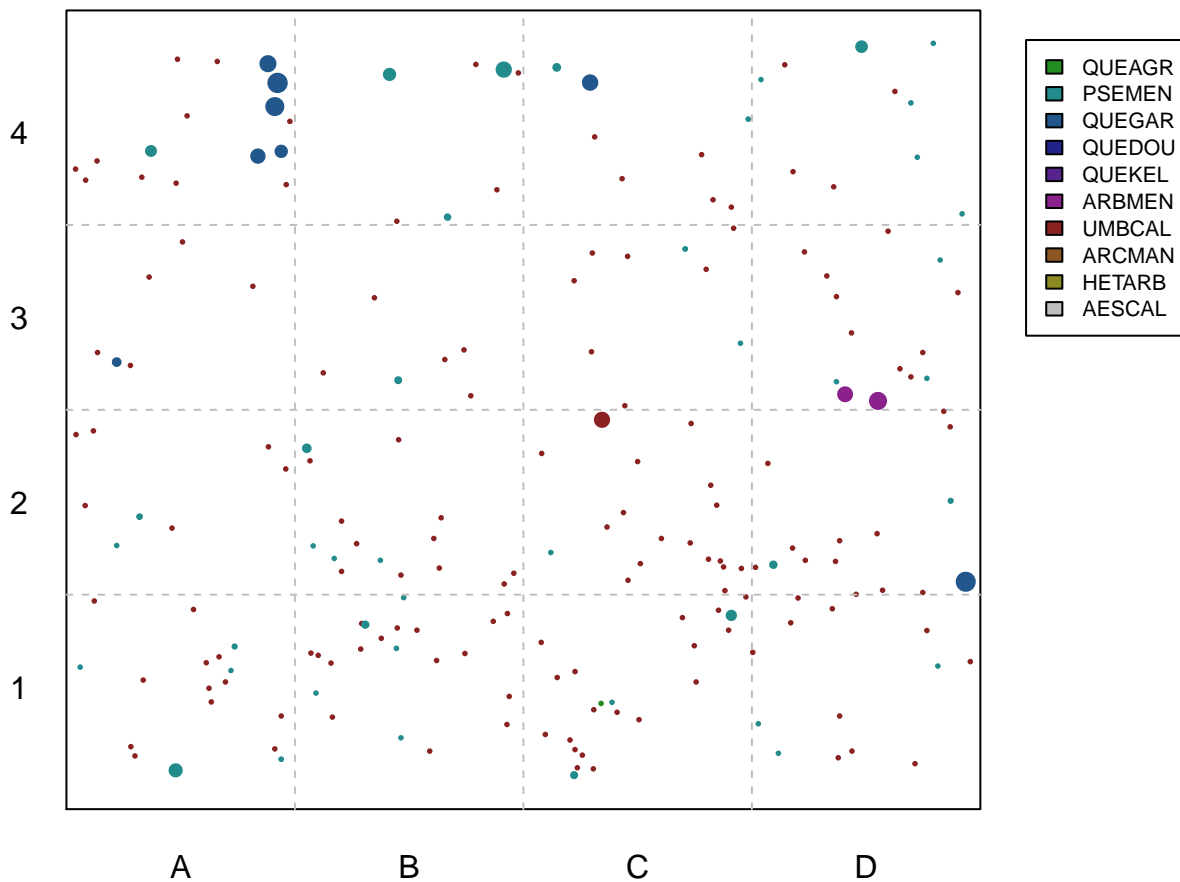 QUEAGR
PSEMEN
QUEGAR
QUEDOU
QUEKEL
ARBMEN
UMBCAL
ARCMAN
HETARB
AESCAL
4
3
2
1
A B C D